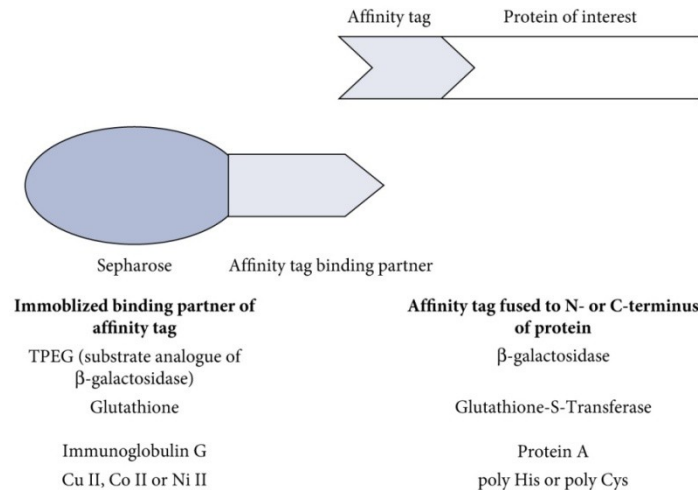 Affinity tag Protein of interest
Sepharose Affinity tag binding partner
Immoblized binding partner of
affinity tag
Affinity tag fused to N- or C-terminus
of protein
TPEG (substrate analogue of
β-galactosidase)
β-galactosidase
Glutathione Glutathione-S-Transferase
Immunoglobulin G Protein A
Cu II, Co II or Ni II poly His or poly Cys